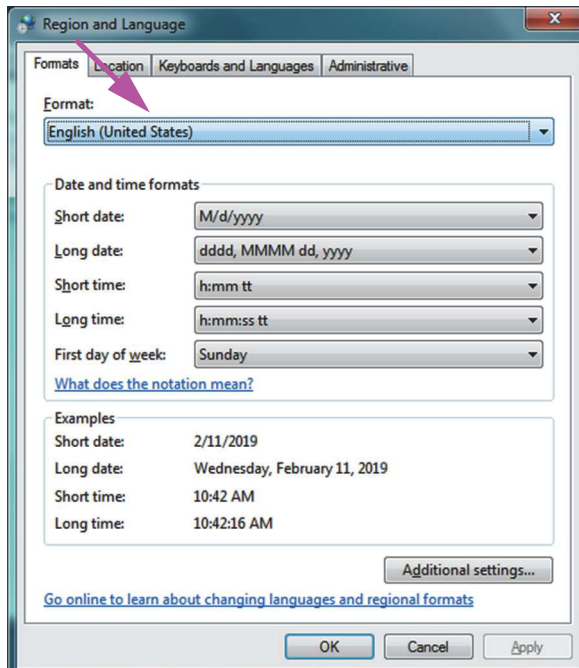 Region and Language
Formats Location Keyboards and Languages Administrative
Format:
English (United States)
Date and time formats
Short date: M/d/yyyy
Long date: dddd, MMMM dd, yyyy
Short time: h:mm tt
Long time: h:mm:ss tt
First day of week: Sunday
What does the notation mean?
Examples
Short date: 2/11/2019
Long date: Wednesday, February 11, 2019
Short time: 10:42 AM
Long time: 10:42:16 AM
Additional settings...
Go online to learn about changing languages and regional formats
OK Cancel Apply